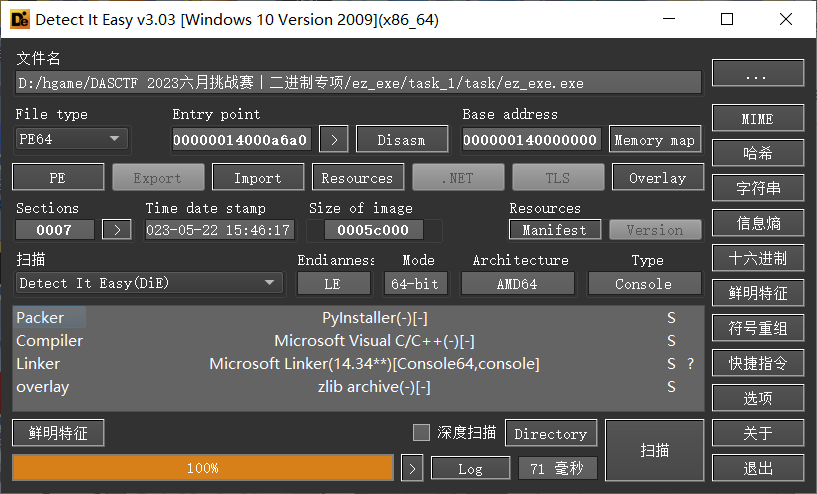 Detect It Easy v3.03 [Windows 10 Version 2009](x86_64)
文件名
D:/hgame/DASCTF 2023六月挑战赛丨二进制专项/ez_exe/task_1/task/ez_exe.exe
...
File type
Entry point
Base address
PE64
00000014000a6a0
>
Disasm
000000140000000
Memory map
MIME
PE
Export
Import
Resources
.NET
TLS
Overlay
哈希
字符串
Sections
Time date stamp
Size of image
Resources
0007
>
023-05-22 15:46:17
0005c000
Manifest
Version
信息熵
扫描
Endianness
Mode
Architecture
Type
十六进制
Detect It Easy(DiE)
LE
64-bit
AMD64
Console
鲜明特征
Packer
PyInstaller(-)[-]
S
符号重组
Compiler
Microsoft Visual C/C++(-)[-]
S
Linker
Microsoft Linker(14.34**)[Console64,console]
S ?
快捷指令
overlay
zlib archive(-)[-]
S
选项
鲜明特征
深度扫描
Directory
扫描
关于
100%
>
Log
71 毫秒
退出